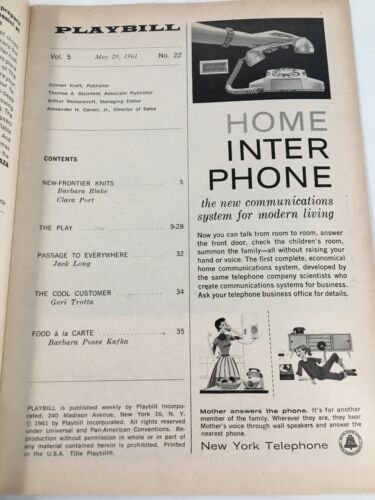 PLAYBILL
Vol. 5 May 29, 1961 No. 22
Gilman Kraft, Publisher
Thomas A. Steinfeld, Associate Publisher
Arthur Wolsoncroft, Managing Editor
Alexander H. Carver, Jr., Director of Sales
CONTENTS
NEW-FRONTIER KNITS .......... 5
Barbara Blake
Clara Port
THE PLAY .......... 9-28
PASSAGE TO EVERYWHERE .......... 32
Jack Long
THE COOL CUSTOMER .......... 34
Geri Trotta
FOOD à la CARTE .......... 35
Barbara Poses Kafka
PLAYBILL is published weekly by Playbill Incorpo-
rated, 240 Madison Avenue, New York 16, N. Y.
© 1961 by Playbill Incorporated. All rights reserved
under Universal and Pan-American Conventions. Re-
production without permission in whole or in part of
any material contained herein is prohibited. Printed
in the U.S.A. Title Playbill®.
HOME
INTER
PHONE
the new communications
system for modern living
Now you can talk from room to room, answer
the front door, check the children's room,
summon the family—all without raising your
hand or voice. The first complete, economical
home communications system, developed by
the same telephone company scientists who
create communications systems for business.
Ask your telephone business office for details.
Mother answers the phone. It's for another
member of the family. Wherever they are, they hear
Mother's voice through wall speakers and answer the
nearest phone.
New York Telephone